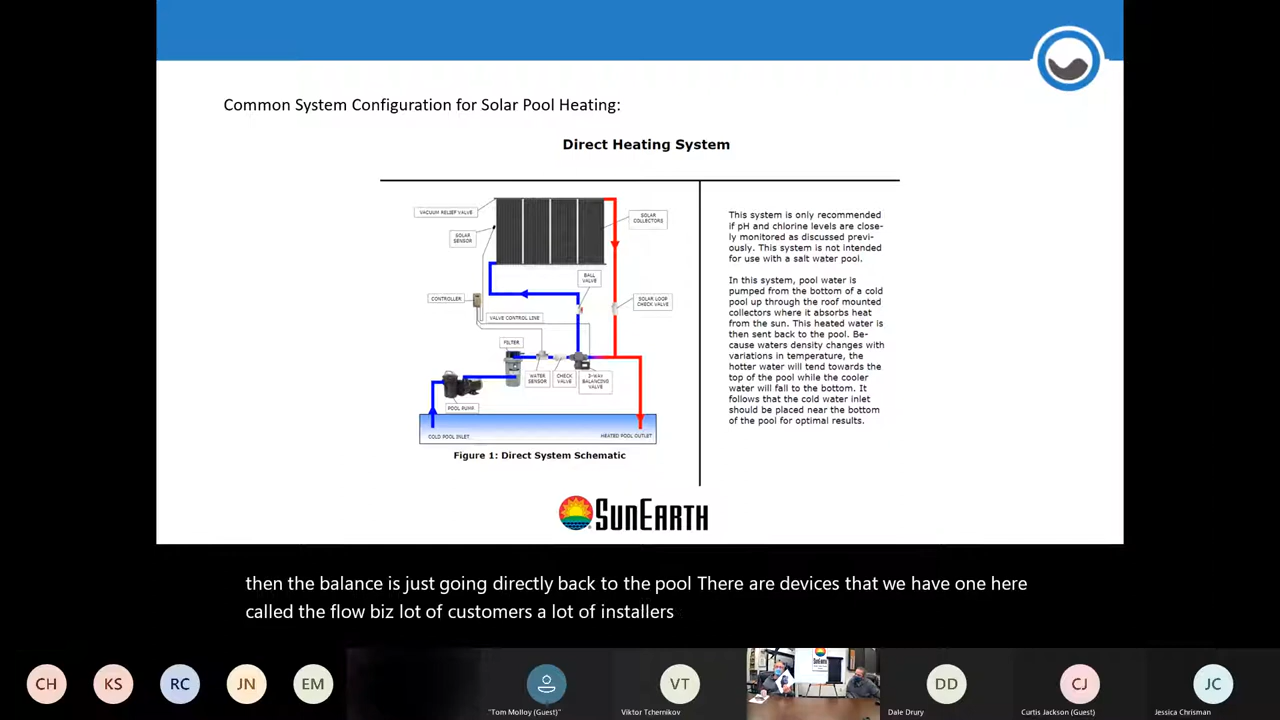 Common System Configuration for Solar Pool Heating:
Direct Heating System
VACUUM RELIEF VALVE
SOLAR
COLLECTORS
SOLAR
SENSOR
BALL
VALVE
CONTROLLER
SOLAR LOOP
CHECK VALVE
VALVE CONTROL LINE
FILTER
WATER
SENSOR
CHECK
VALVE
3-WAY
BALANCING
VALVE
POOL PUMP
COLD POOL INLET
HEATED POOL OUTLET
Figure 1: Direct System Schematic
This system is only recommended
if pH and chlorine levels are close-
ly monitored as discussed previ-
ously. This system is not intended
for use with a salt water pool.
In this system, pool water is
pumped from the bottom of a cold
pool up through the roof mounted
collectors where it absorbs heat
from the sun. This heated water is
then sent back to the pool. Be-
cause waters density changes with
variations in temperature, the
hotter water will tend towards the
top of the pool while the cooler
water will fall to the bottom. It
follows that the cold water inlet
should be placed near the bottom
of the pool for optimal results.
SUNEARTH
then the balance is just going directly back to the pool There are devices that we have one here
called the flow biz lot of customers a lot of installers
CH
KS
RC
JN
EM
"Tom Molloy (Guest)"
VT
Viktor Tchernikov
SunEarth
DD
Dale Drury
CJ
Curtis Jackson (Guest)
JC
Jessica Chrisman